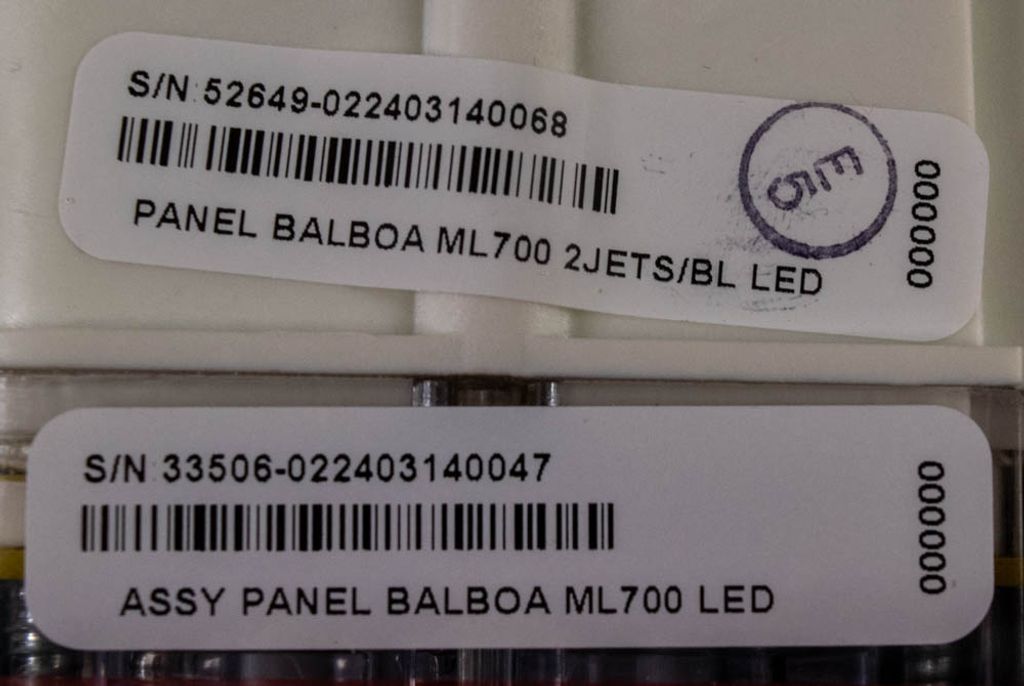 S/N 52649-022403140068
PANEL BALBOA ML700 2JETS/BL LED
000000
S/N 33506-022403140047
ASSY PANEL BALBOA ML700 LED
000000